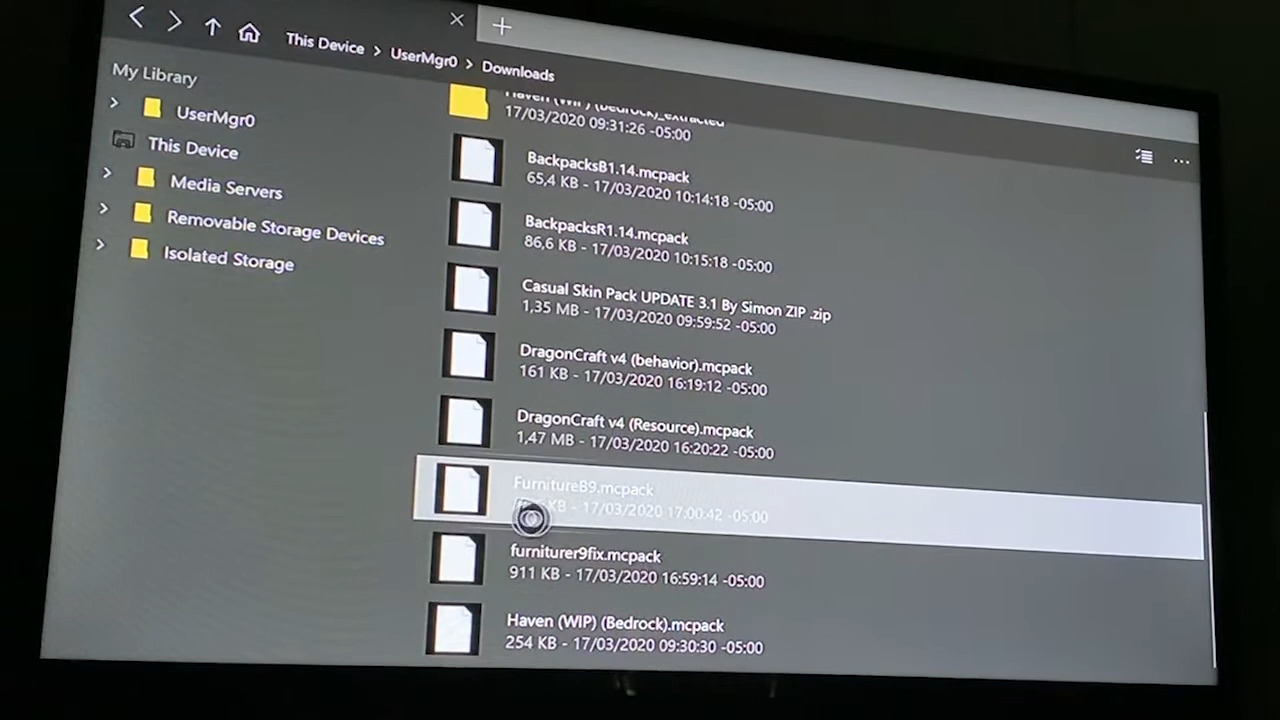 This Device > UserMgr0 > Downloads
My Library
UserMgr0
This Device
Media Servers
Removable Storage Devices
Isolated Storage
Haven (WIP) (Bedrock)_extracted
17/03/2020 09:31:26 -05:00
BackpacksB1.14.mcpack
65,4 KB - 17/03/2020 10:14:18 -05:00
BackpacksR1.14.mcpack
86,6 KB - 17/03/2020 10:15:18 -05:00
Casual Skin Pack UPDATE 3.1 By Simon ZIP .zip
1,35 MB - 17/03/2020 09:59:52 -05:00
DragonCraft v4 (behavior).mcpack
161 KB - 17/03/2020 16:19:12 -05:00
DragonCraft v4 (Resource).mcpack
1,47 MB - 17/03/2020 16:20:22 -05:00
FurnitureB9.mcpack
KB - 17/03/2020 17:00:42 -05:00
furniturer9fix.mcpack
911 KB - 17/03/2020 16:59:14 -05:00
Haven (WIP) (Bedrock).mcpack
254 KB - 17/03/2020 09:30:30 -05:00